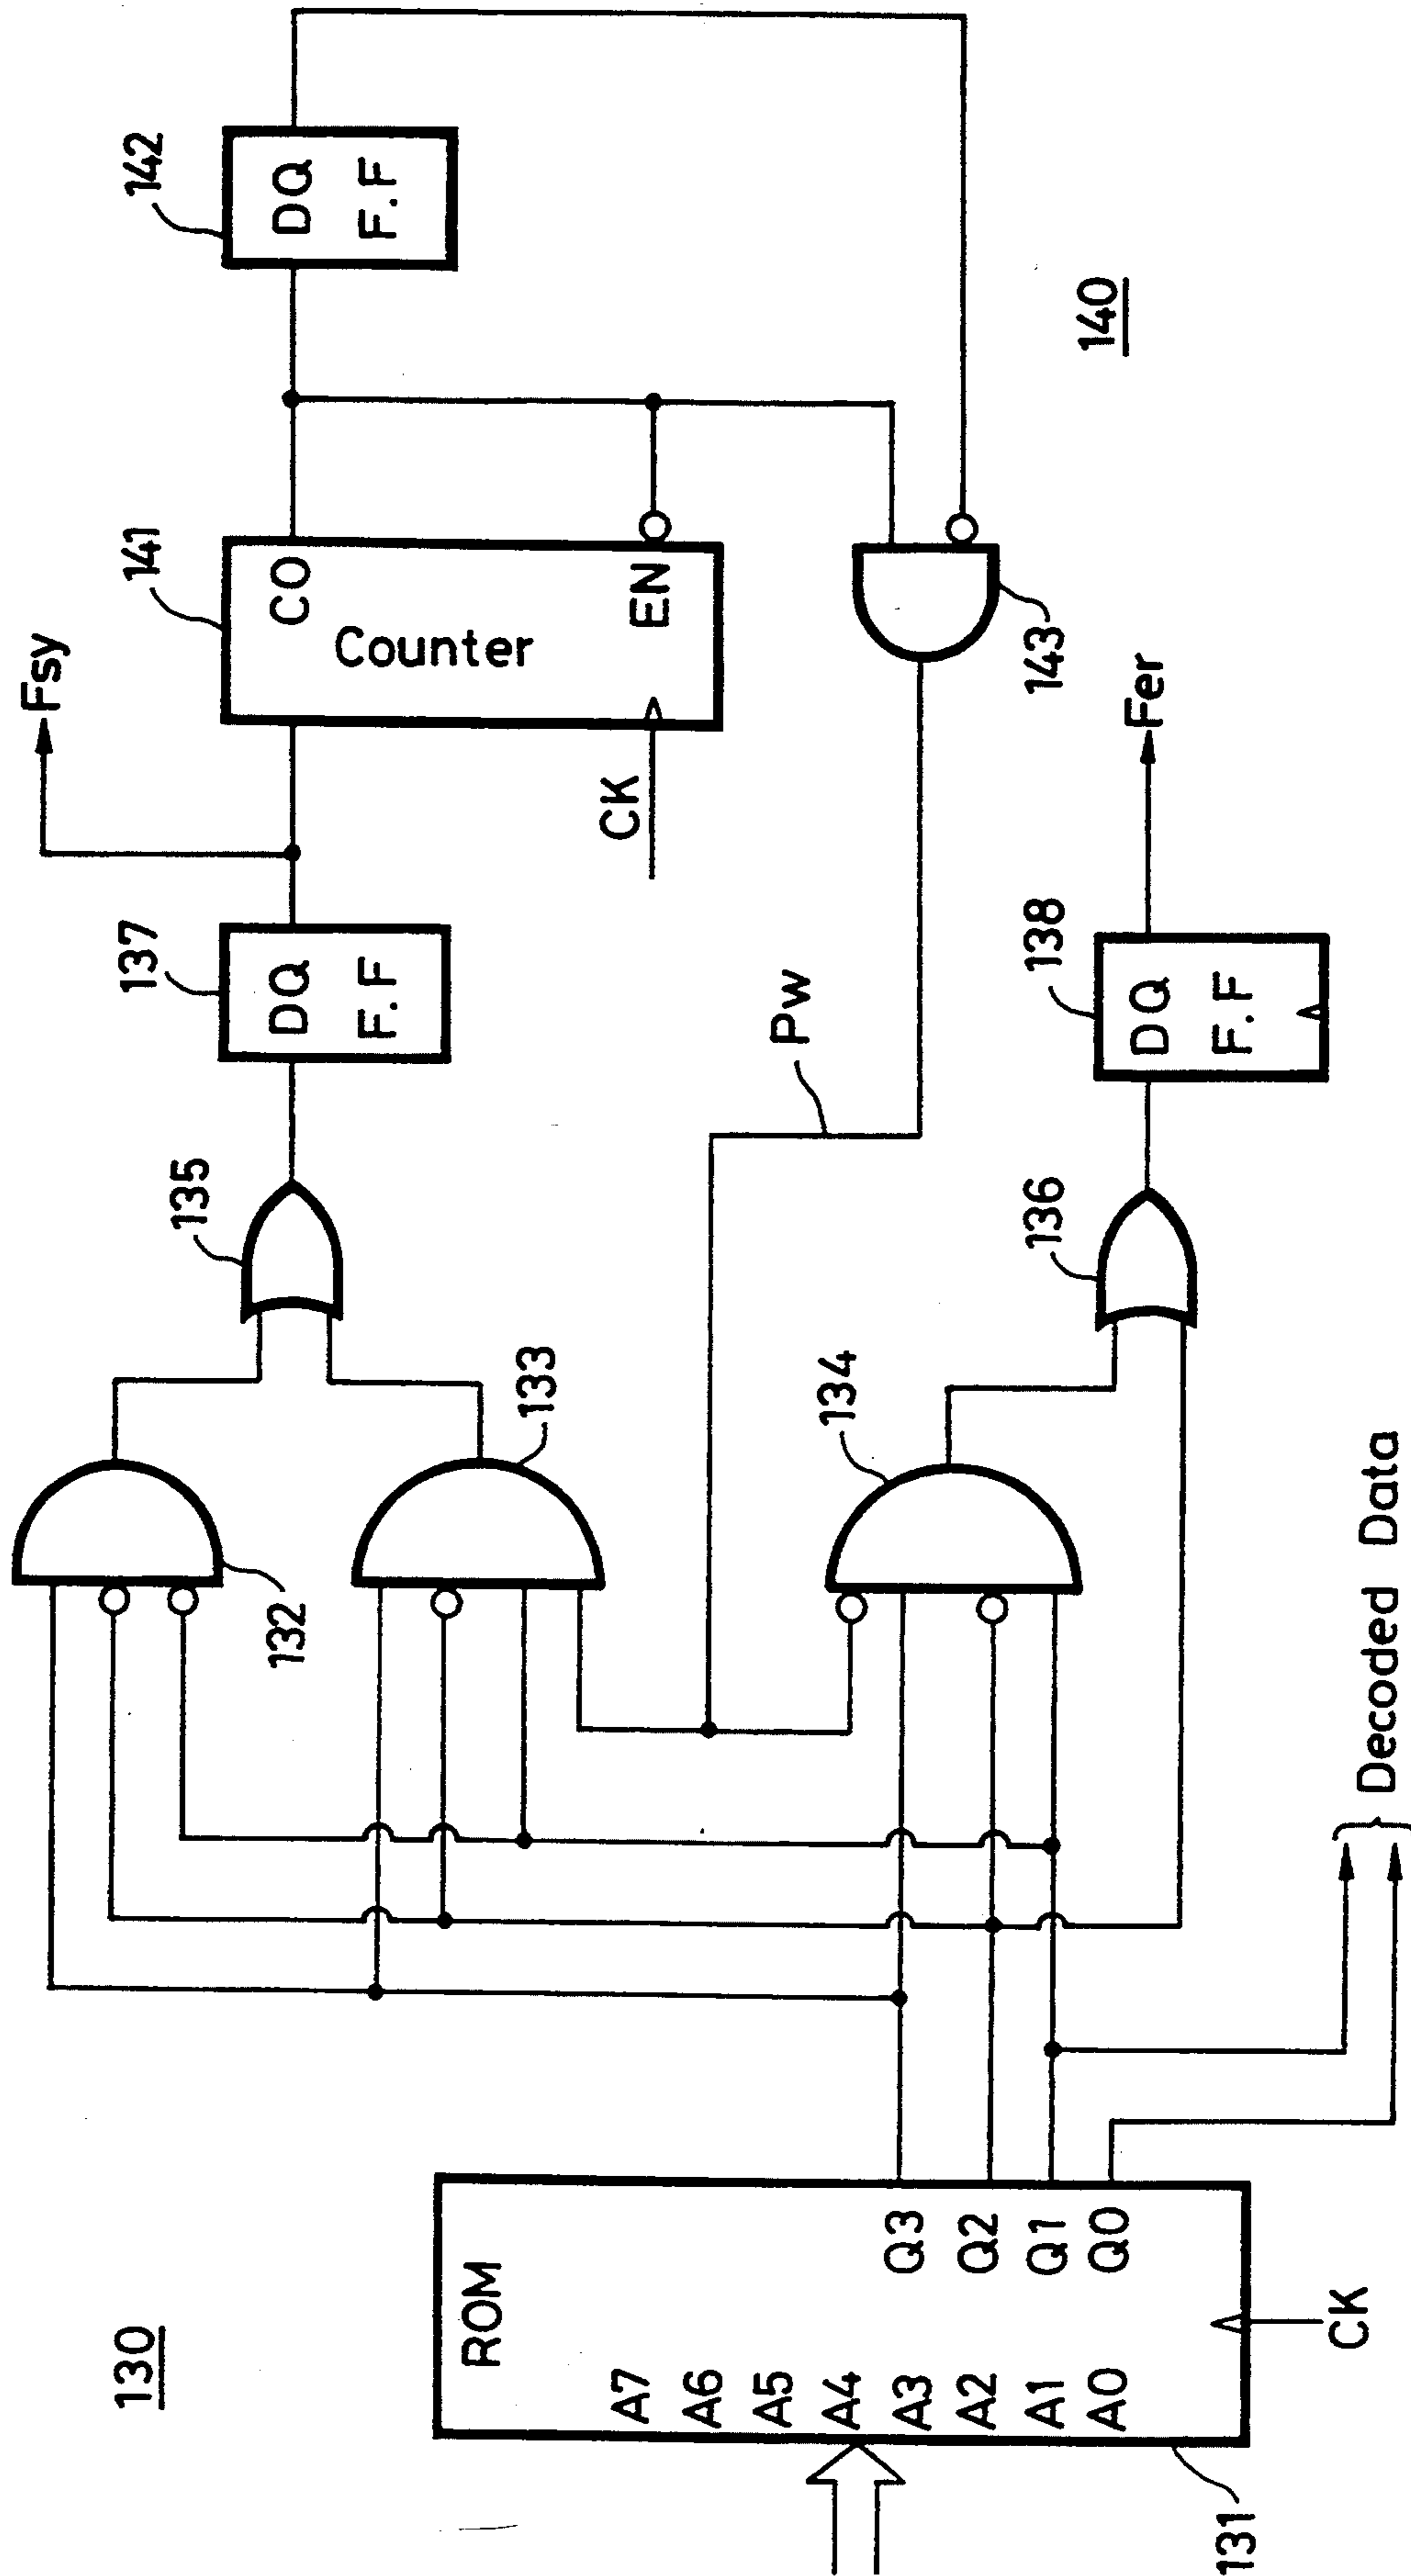 130
ROM
A7
A6
A5
A4
A3
A2
A1
A0
Q3
Q2
Q1
Q0
131
CK
Decoded Data
132
133
134
135
136
137
DQ
F.F
138
DQ
F.F
Fsy
Fer
Pw
141
CO
Counter
EN
CK
142
DQ
F.F
143
140